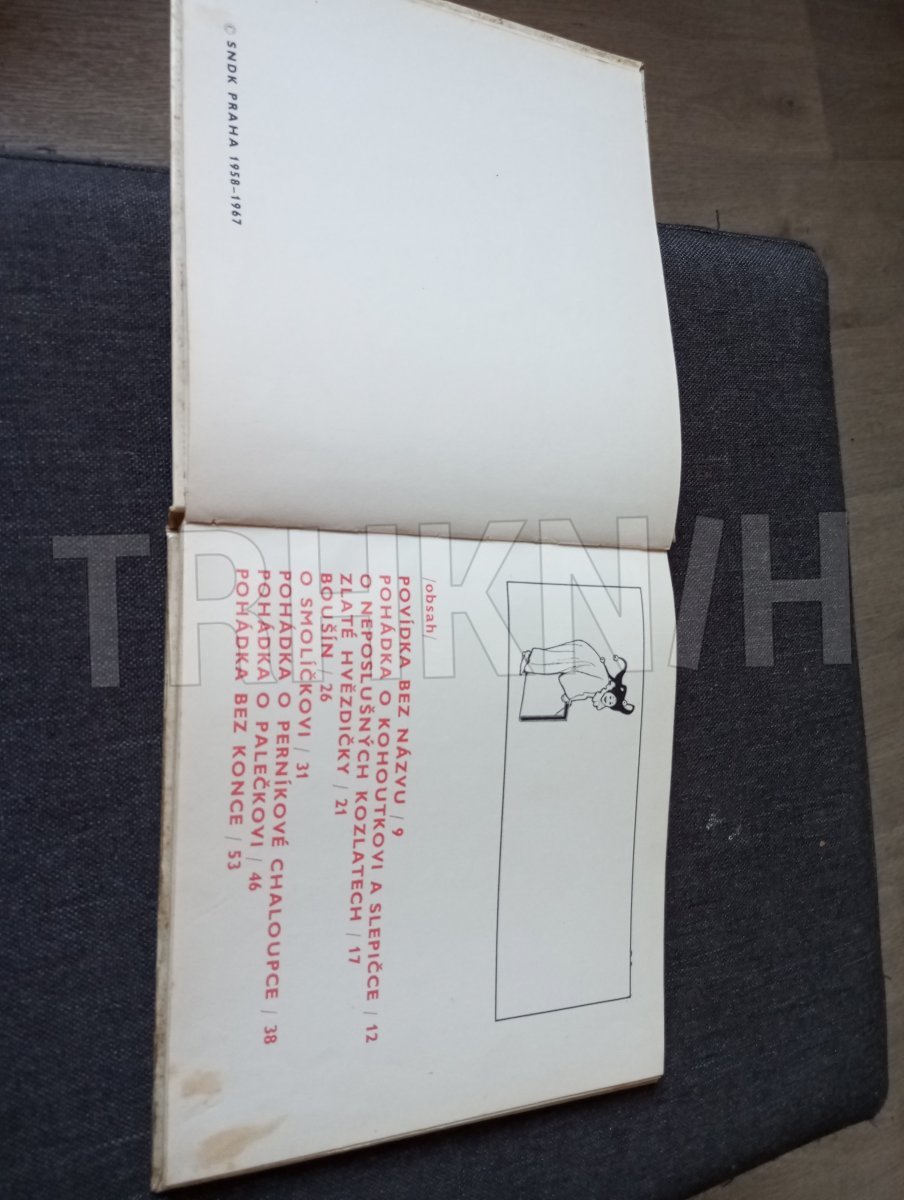 © SNDK PRAHA 1958–1967
/obsah/
POVÍDKA BEZ NÁZVU / 9
POHÁDKA O KOHOUTKOVI A SLEPIČCE / 12
O NEPOSLUŠNÝCH KOZLATECH / 17
ZLATÉ HVĚZDIČKY / 21
BOUŠÍN / 26
O SMOLÍČKOVI / 31
POHÁDKA O PERNÍKOVÉ CHALOUPCE / 38
POHÁDKA O PALEČKOVI / 46
POHÁDKA BEZ KONCE / 53
TRHKNIH